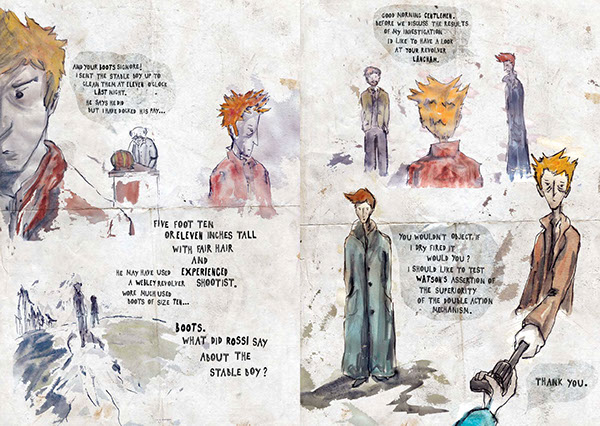 AND YOUR BOOTS SIGNORE!
I SENT THE STABLE BOY UP TO
CLEAN THEM AT ELEVEN O'CLOCK
LAST NIGHT.
HE SAYS HE DID
BUT I HAVE DOCKED HIS PAY...
FIVE FOOT TEN
OR ELEVEN INCHES TALL
WITH FAIR HAIR
AND
HE MAY HAVE USED EXPERIENCED
A WEBLEY REVOLVER SHOOTIST.
WORE MUCH USED
BOOTS OF SIZE TEN...
BOOTS.
WHAT DID ROSSI SAY
ABOUT THE
STABLE BOY?
GOOD MORNING GENTLEMEN.
BEFORE WE DISCUSS THE RESULTS
OF MY INVESTIGATION
I'D LIKE TO HAVE A LOOK
AT YOUR REVOLVER
LANGHAM.
YOU WOULDN'T OBJECT IF
I DRY FIRED IT
WOULD YOU?
I SHOULD LIKE TO TEST
WATSON'S ASSERTION OF
THE SUPERIORITY
OF THE DOUBLE ACTION
MECHANISM.
THANK YOU.